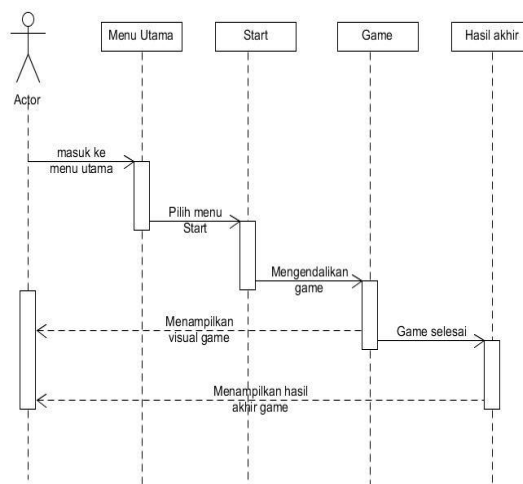 Menu Utama
Start
Game
Hasil akhir
Actor
masuk ke
menu utama
Pilih menu
Start
Mengendalikan
game
Menampilkan
visual game
Game selesai
Menampilkan hasil
akhir game